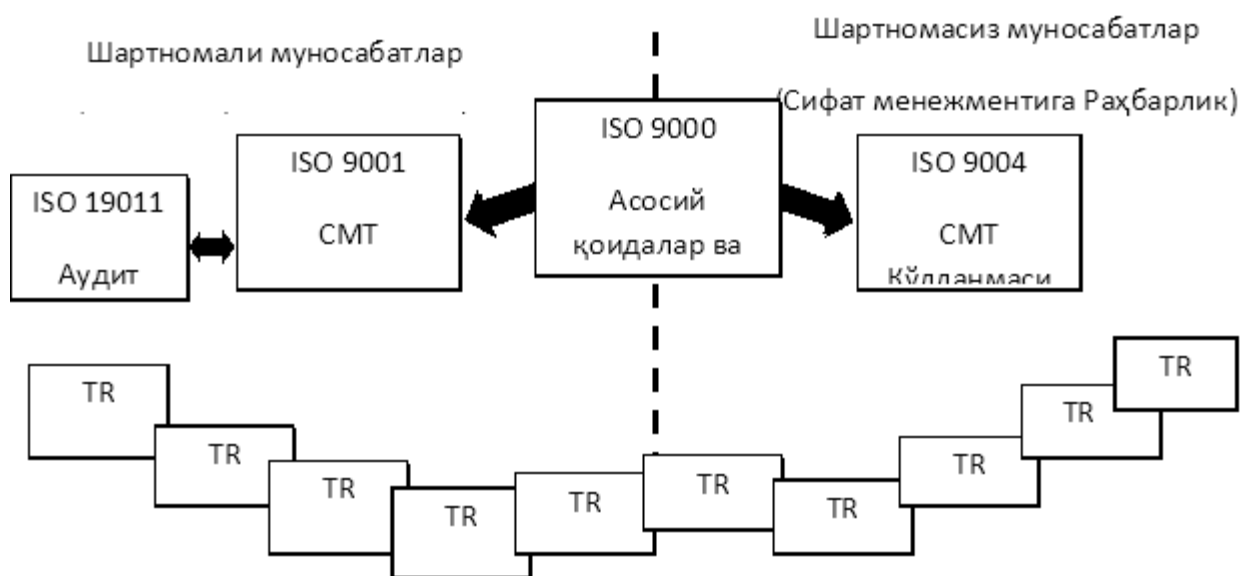 Шартномали муносабатлар
Шартномасиз муносабатлар
(Сифат менежментига Раҳбарлик)
ISO 19011
Аудит
ISO 9001
СМТ
ISO 9000
Асосий
қоидалар ва
ISO 9004
СМТ
Қўлланмаси
TR
TR
TR
TR
TR
TR
TR
TR
TR
TR